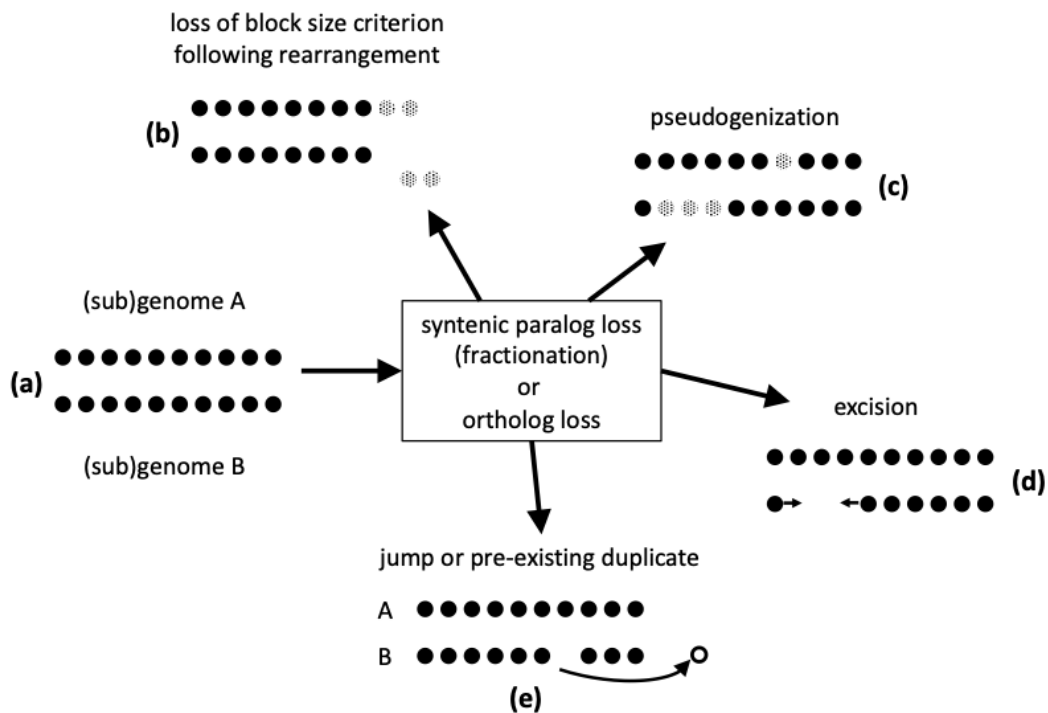 loss of block size criterion
following rearrangement
(b)
pseudogenization
(c)
(sub)genome A
(a)
(sub)genome B
syntenic paralog loss
(fractionation)
or
ortholog loss
excision
(d)
jump or pre-existing duplicate
A
B
(e)